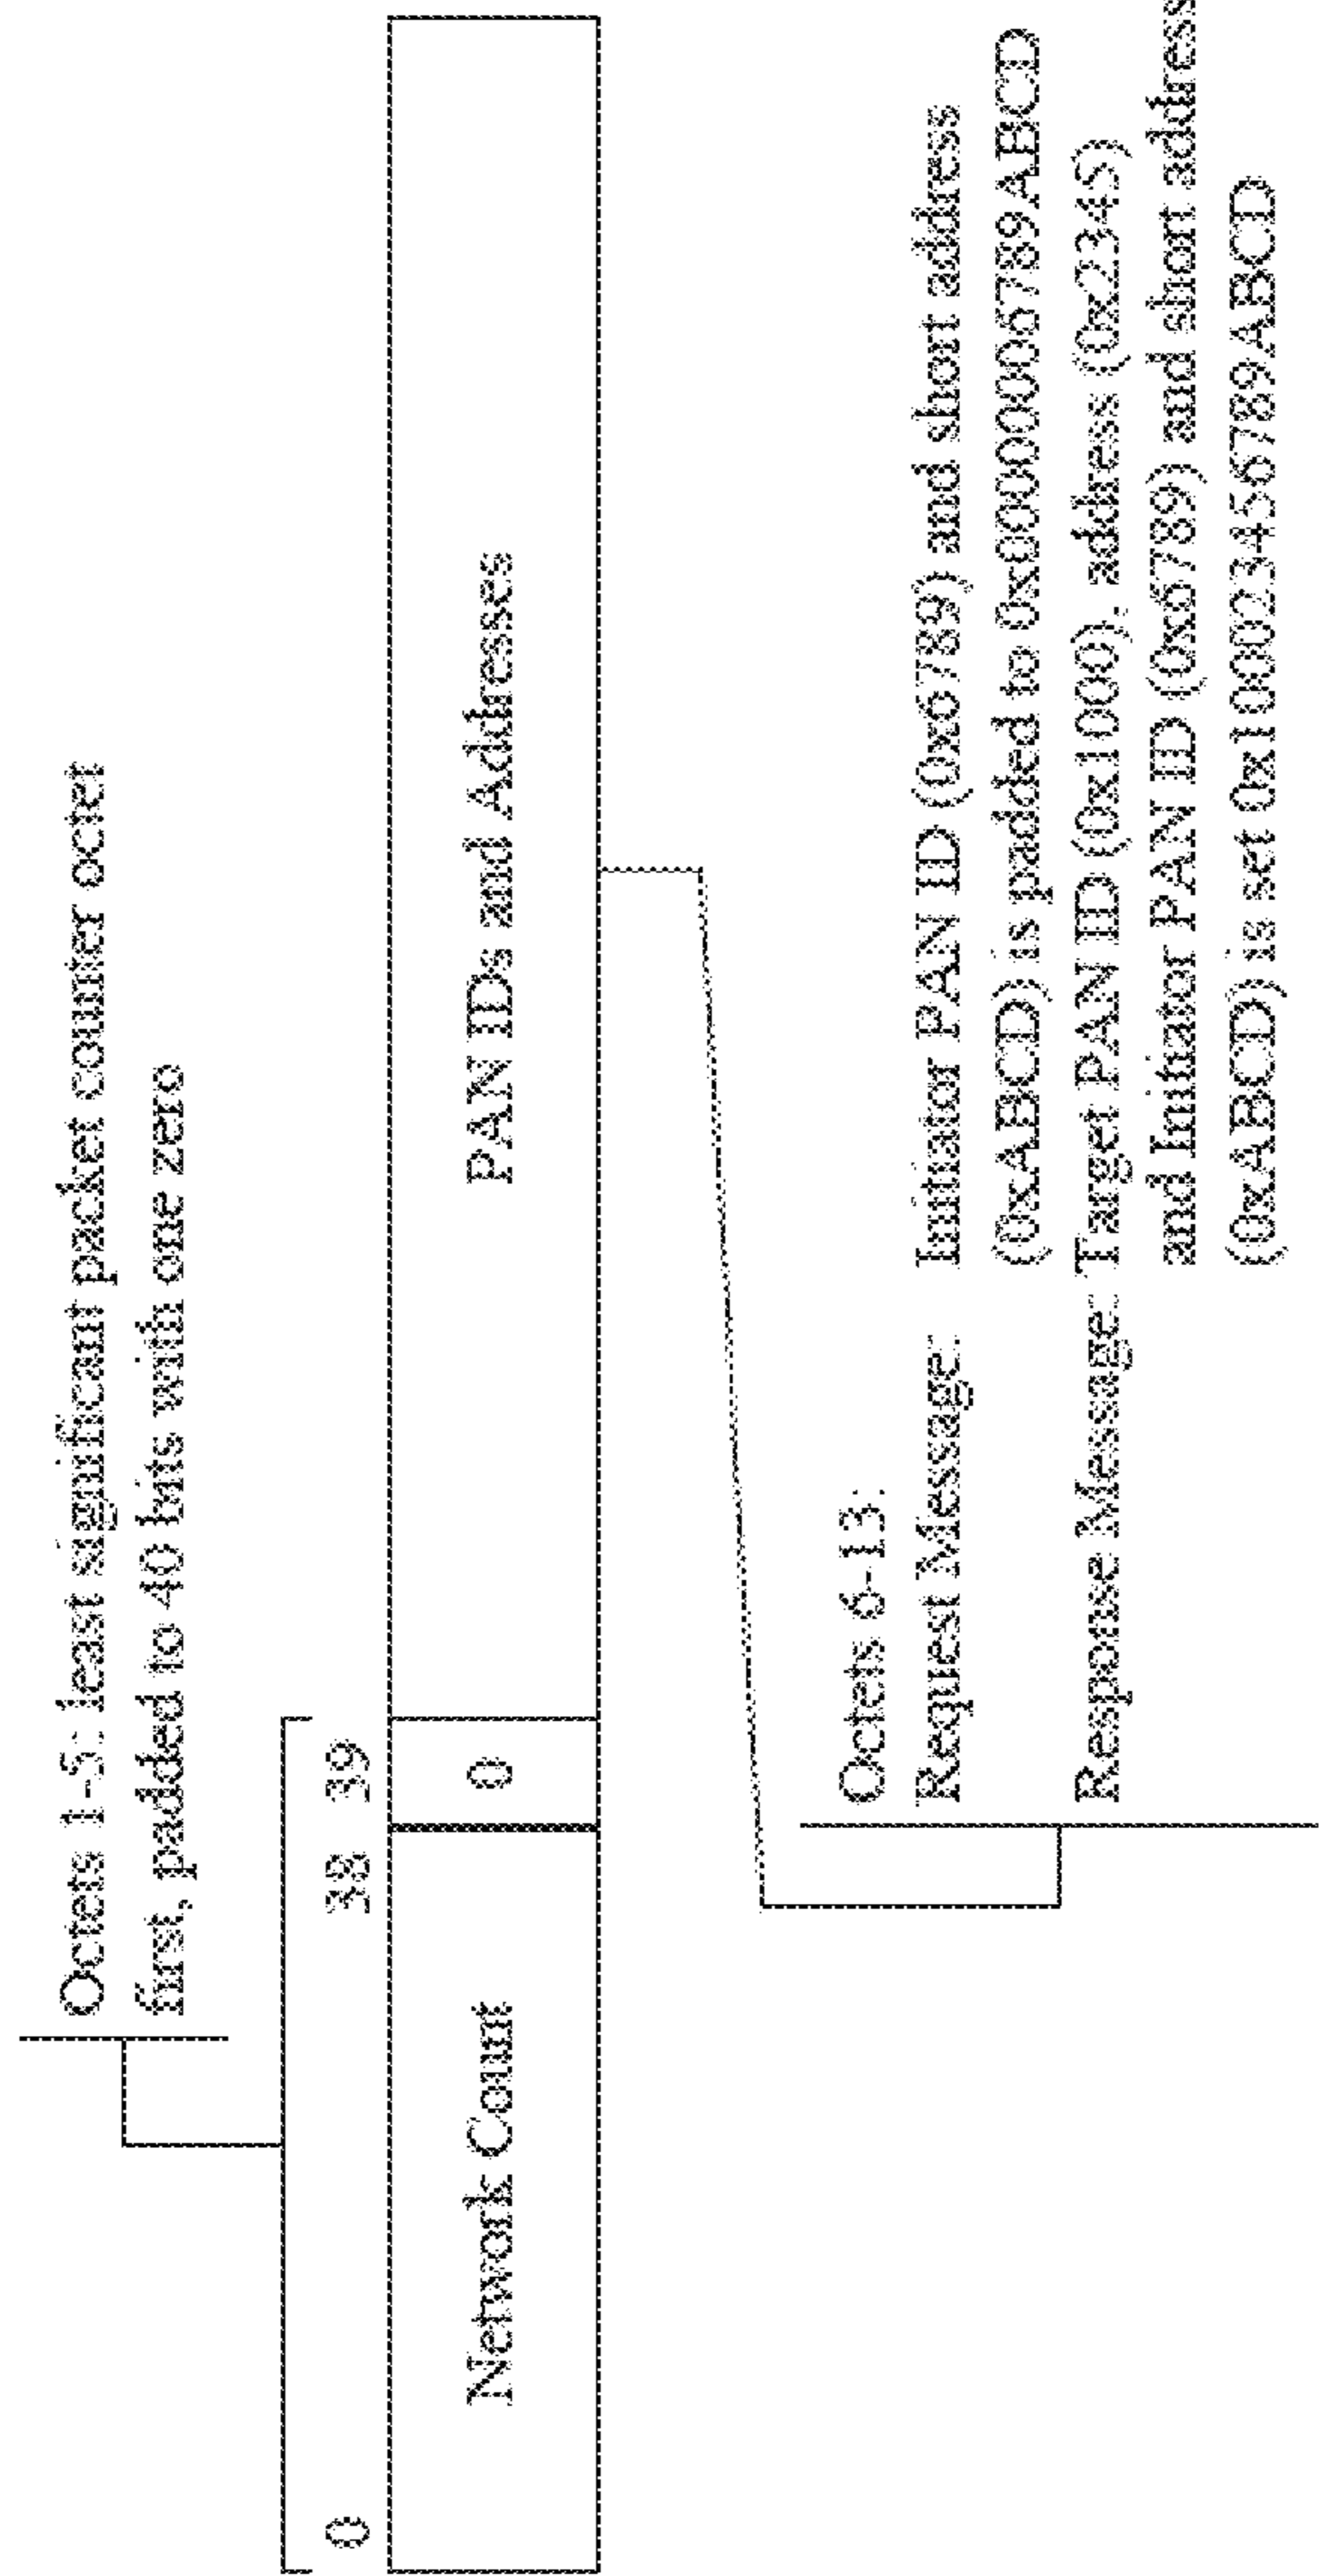 Octets 1-5: least significant packet counter octet
first, padded to 40 bits with one zero
0 38 39
Network Count 0 PAN IDs and Addresses
Octets 6-13:
Request Message: Initiator PAN ID (0x6789) and short address
(0xABCD) is padded to 0x000000006789ABCD
Response Message: Target PAN ID (0x1000), address (0x2345)
and Initiator PAN ID (0x6789) and short address
(0xABCD) is set 0x100023456789ABCD